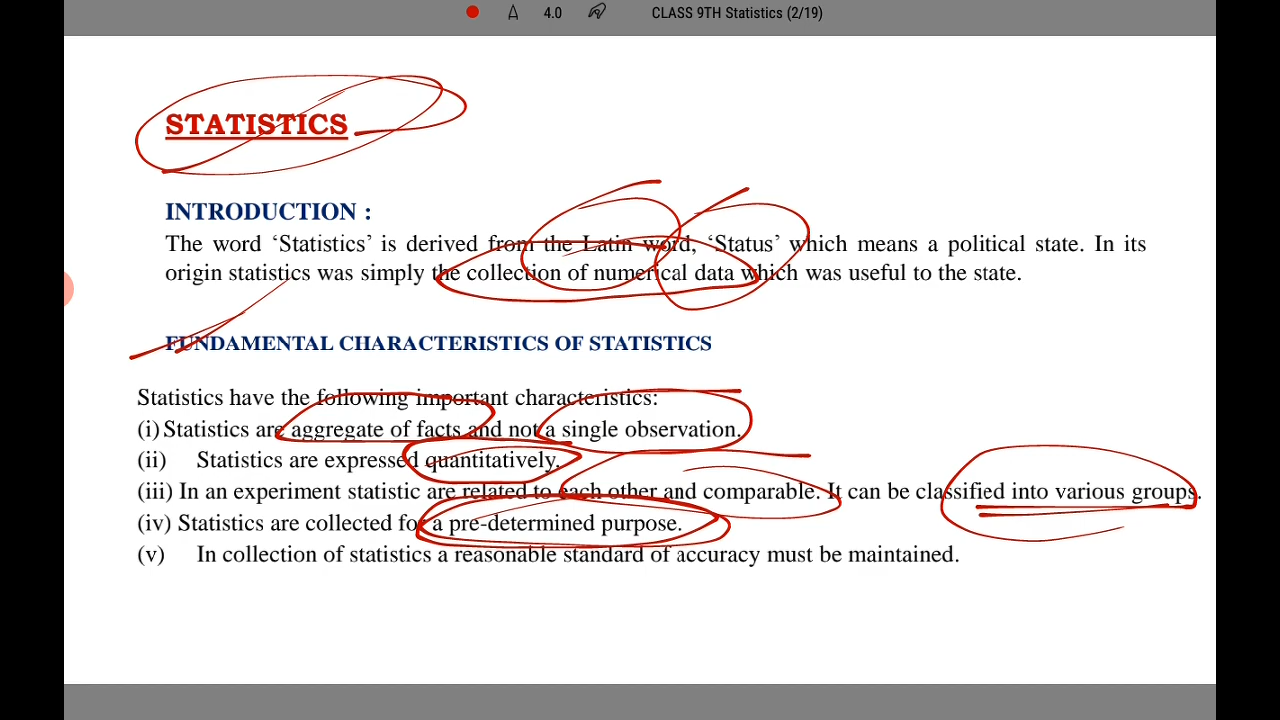 4.0 CLASS 9TH Statistics (2/19)
STATISTICS
INTRODUCTION :
The word ‘Statistics’ is derived from the Latin word, ‘Status’ which means a political state. In its
origin statistics was simply the collection of numerical data which was useful to the state.
FUNDAMENTAL CHARACTERISTICS OF STATISTICS
Statistics have the following important characteristics:
(i) Statistics are aggregate of facts and not a single observation.
(ii) Statistics are expressed quantitatively.
(iii) In an experiment statistic are related to each other and comparable. It can be classified into various groups.
(iv) Statistics are collected for a pre-determined purpose.
(v) In collection of statistics a reasonable standard of accuracy must be maintained.